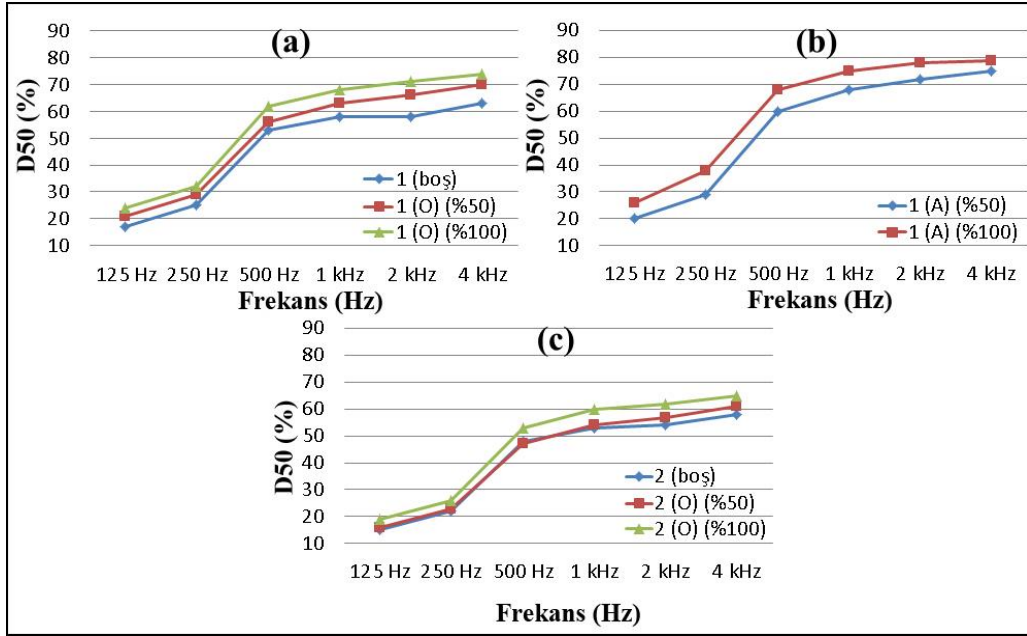 (a)
D50 (%)
90
80
70
60
50
40
30
20
10
1 (boş)
1 (O) (%50)
1 (O) (%100)
125 Hz 250 Hz 500 Hz 1 kHz 2 kHz 4 kHz
Frekans (Hz)
(b)
D50 (%)
90
80
70
60
50
40
30
20
10
1 (A) (%50)
1 (A) (%100)
125 Hz 250 Hz 500 Hz 1 kHz 2 kHz 4 kHz
Frekans (Hz)
(c)
D50 (%)
90
80
70
60
50
40
30
20
10
2 (boş)
2 (O) (%50)
2 (O) (%100)
125 Hz 250 Hz 500 Hz 1 kHz 2 kHz 4 kHz
Frekans (Hz)